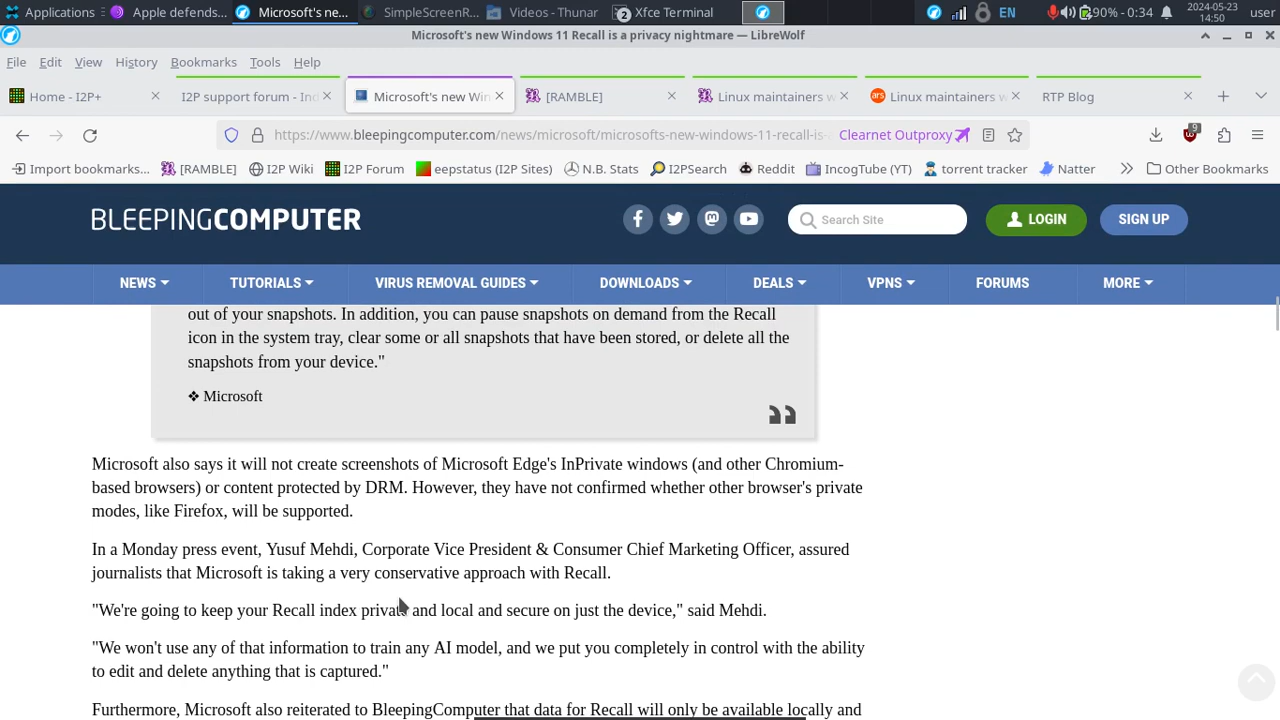 Applications
Apple defends...
Microsoft's ne...
SimpleScreenR...
Videos - Thunar
2
Xfce Terminal
EN
90% - 0:34
2024-05-23
14:50
user
Microsoft's new Windows 11 Recall is a privacy nightmare — LibreWolf
File Edit View History Bookmarks Tools Help
Home - I2P+
I2P support forum - Ind
Microsoft's new Win
[RAMBLE]
Linux maintainers w
ars
Linux maintainers w
RTP Blog
https://www.bleepingcomputer.com/news/microsoft/microsofts-new-windows-11-recall-is-
Clearnet Outproxy
9
Import bookmarks...
[RAMBLE]
I2P Wiki
I2P Forum
eepstatus (I2P Sites)
N.B. Stats
I2PSearch
Reddit
IncogTube (YT)
torrent tracker
Natter
Other Bookmarks
BLEEPINGCOMPUTER
Search Site
LOGIN
SIGN UP
NEWS
TUTORIALS
VIRUS REMOVAL GUIDES
DOWNLOADS
DEALS
VPNS
FORUMS
MORE
out of your snapshots. In addition, you can pause snapshots on demand from the Recall
icon in the system tray, clear some or all snapshots that have been stored, or delete all the
snapshots from your device."
❖ Microsoft
Microsoft also says it will not create screenshots of Microsoft Edge's InPrivate windows (and other Chromium-
based browsers) or content protected by DRM. However, they have not confirmed whether other browser's private
modes, like Firefox, will be supported.
In a Monday press event, Yusuf Mehdi, Corporate Vice President & Consumer Chief Marketing Officer, assured
journalists that Microsoft is taking a very conservative approach with Recall.
"We're going to keep your Recall index private and local and secure on just the device," said Mehdi.
"We won't use any of that information to train any AI model, and we put you completely in control with the ability
to edit and delete anything that is captured."
Furthermore, Microsoft also reiterated to BleepingComputer that data for Recall will only be available locally and